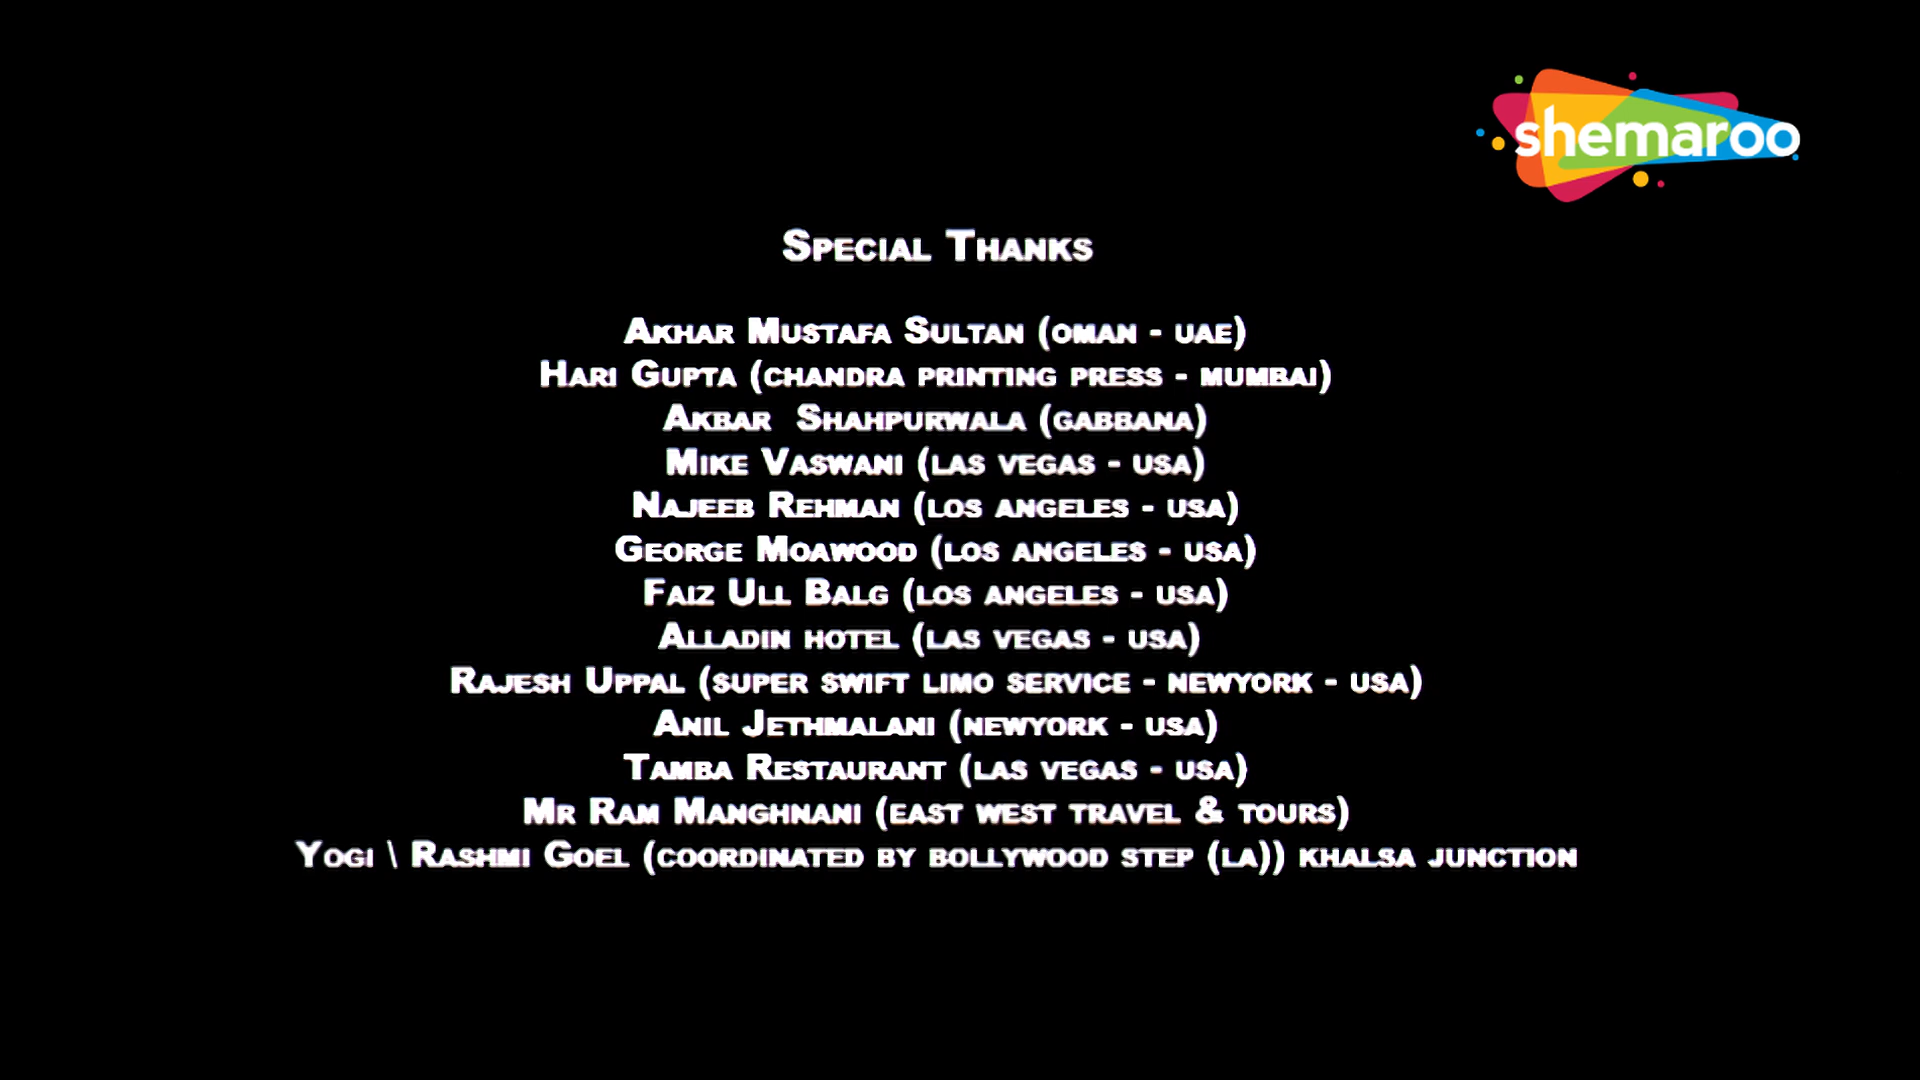 shemaroo
Special Thanks
Akhar Mustafa Sultan (oman - uae)
Hari Gupta (chandra printing press - mumbai)
Akbar  Shahpurwala (gabbana)
Mike Vaswani (las vegas - usa)
Najeeb Rehman (los angeles - usa)
George Moawood (los angeles - usa)
Faiz Ull Balg (los angeles - usa)
Alladin hotel (las vegas - usa)
Rajesh Uppal (super swift limo service - newyork - usa)
Anil Jethmalani (newyork - usa)
Tamba Restaurant (las vegas - usa)
Mr Ram Manghnani (east west travel & tours)
Yogi \ Rashmi Goel (coordinated by bollywood step (la)) khalsa junction